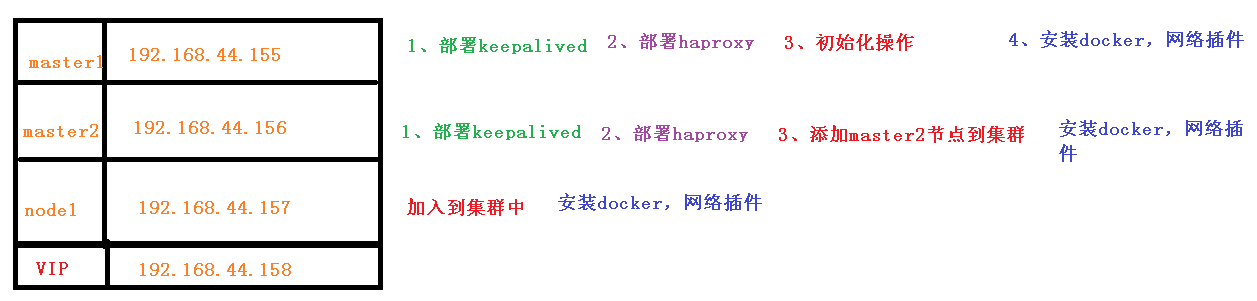 master1 192.168.44.155 1、部署keepalived 2、部署haproxy 3、初始化操作 4、安装docker，网络插件
master2 192.168.44.156 1、部署keepalived 2、部署haproxy 3、添加master2节点到集群 安装docker，网络插
件
node1 192.168.44.157 加入到集群中 安装docker，网络插件
VIP 192.168.44.158